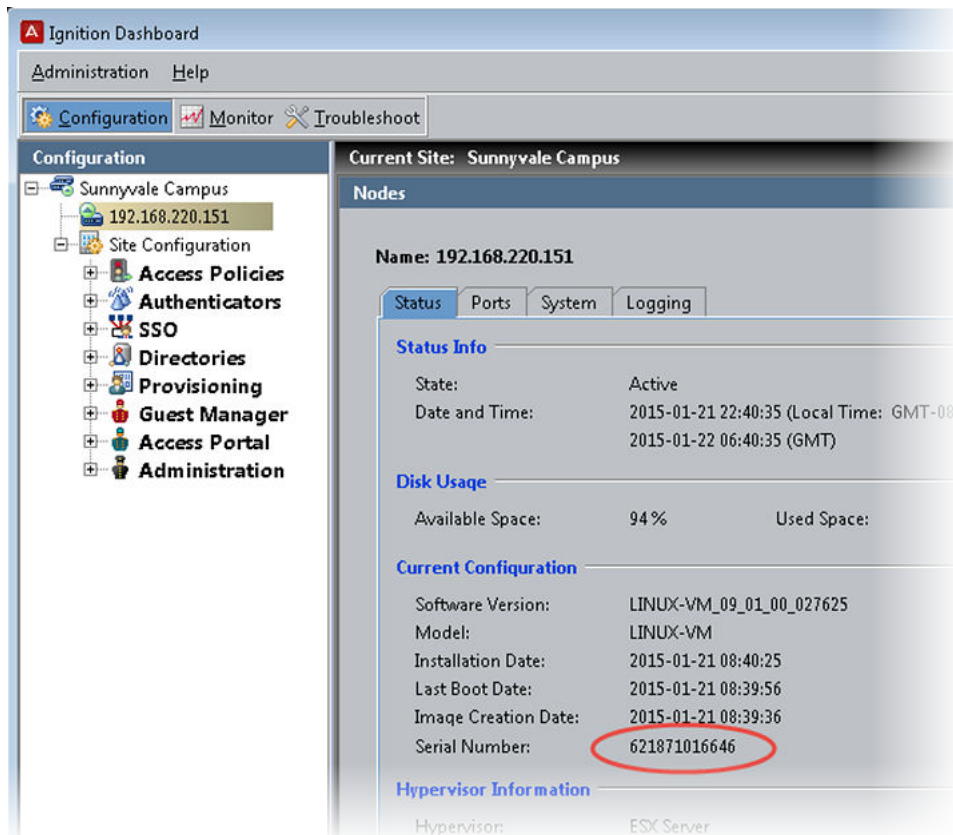 Ignition Dashboard
Administration Help
Configuration Monitor Troubleshoot
Configuration
Sunnyvale Campus
192.168.220.151
Site Configuration
Access Policies
Authenticators
SSO
Directories
Provisioning
Guest Manager
Access Portal
Administration
Current Site: Sunnyvale Campus
Nodes
Name: 192.168.220.151
Status Ports System Logging
Status Info
State: Active
Date and Time: 2015-01-21 22:40:35 (Local Time: GMT-08
2015-01-22 06:40:35 (GMT)
Disk Usage
Available Space: 94% Used Space:
Current Configuration
Software Version: LINUX-VM_09_01_00_027625
Model: LINUX-VM
Installation Date: 2015-01-21 08:40:25
Last Boot Date: 2015-01-21 08:39:56
Image Creation Date: 2015-01-21 08:39:36
Serial Number: 621871016646
Hypervisor Information
Hypervisor: ESX Server